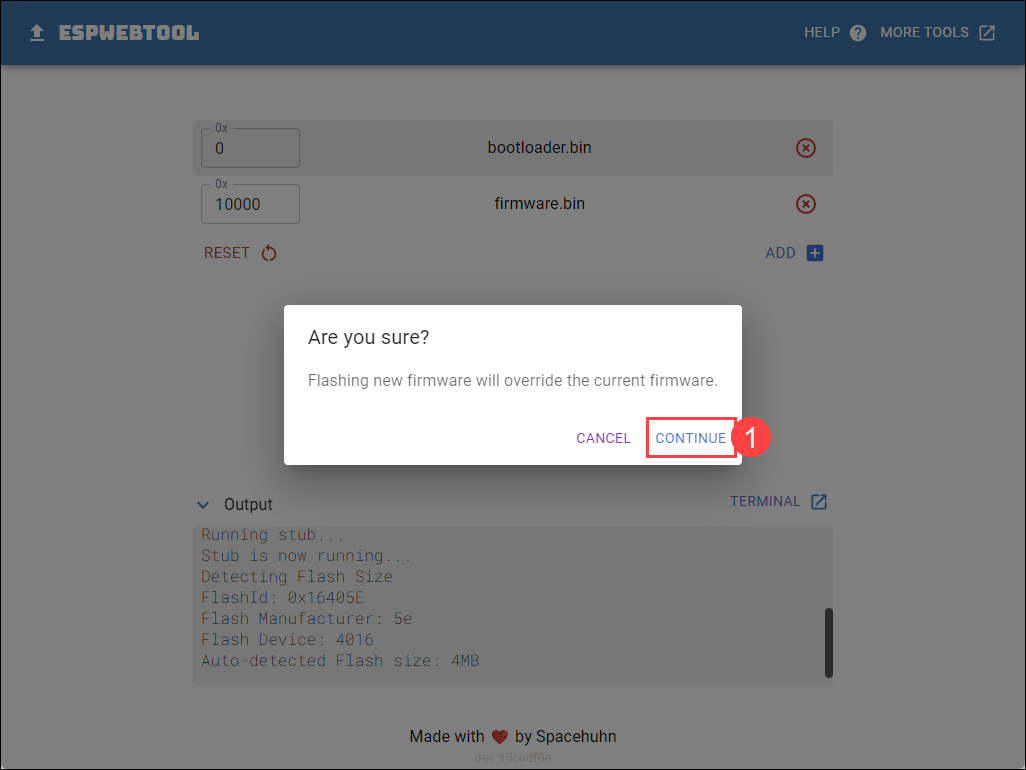 ESPWEBTOOL HELP ? MORE TOOLS
0x
0 bootloader.bin
0x
10000 firmware.bin
RESET ADD
Are you sure?
Flashing new firmware will override the current firmware.
CANCEL CONTINUE 1
Output TERMINAL
Running stub...
Stub is now running...
Detecting Flash Size
FlashId: 0x16405E
Flash Manufacturer: 5e
Flash Device: 4016
Auto-detected Flash size: 4MB
Made with ❤ by Spacehuhn
dev 35cedf0e